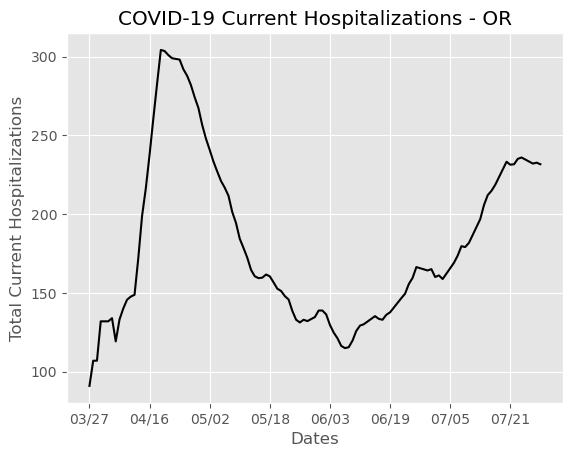 COVID-19 Current Hospitalizations - OR
Total Current Hospitalizations
300
250
200
150
100
03/27 04/16 05/02 05/18 06/03 06/19 07/05 07/21
Dates